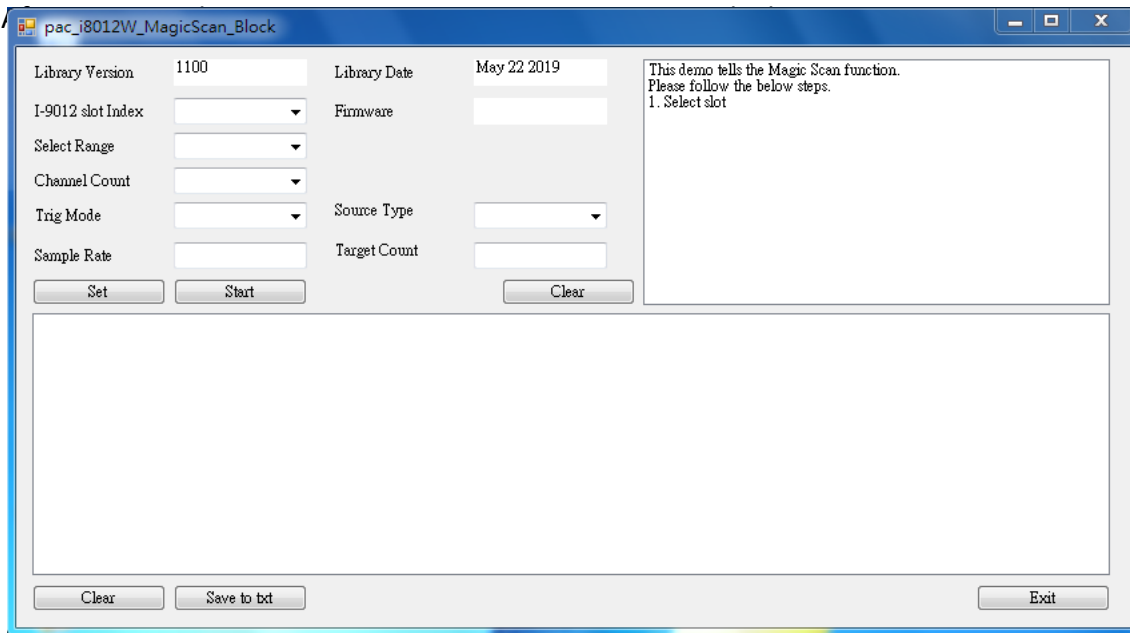 pac_i8012W_MagicScan_Block
Library Version 1100 Library Date May 22 2019
I-9012 slot Index Firmware
Select Range
Channel Count
Trig Mode Source Type
Sample Rate Target Count
Set Start Clear
This demo tells the Magic Scan function.
Please follow the below steps.
1. Select slot
Clear Save to txt Exit